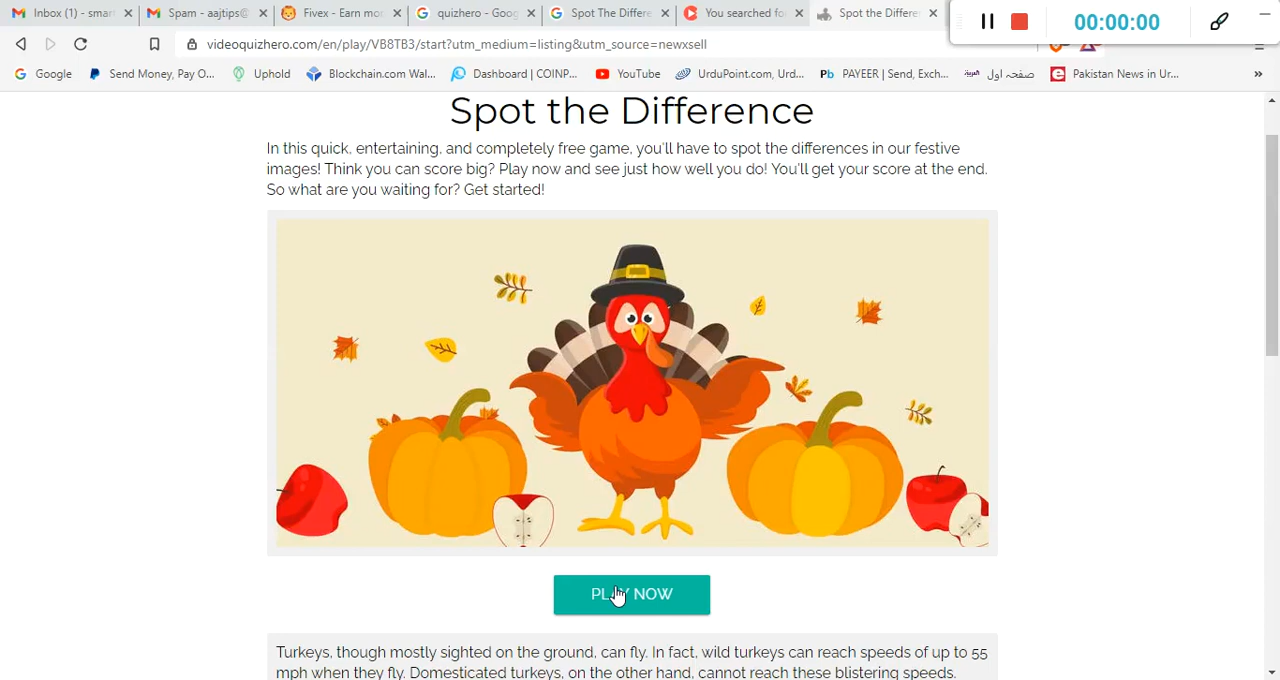 Inbox (1) - smar
Spam - aajtips@
Fivex - Earn mo
quizhero - Goog
Spot The Differe
You searched fo
Spot the Differe
00:00:00
videoquizhero.com/en/play/VB8TB3/start?utm_medium=listing&utm_source=newxsell
Google
Send Money, Pay O...
Uphold
Blockchain.com Wal...
Dashboard | COINP...
YouTube
UrduPoint.com, Urd...
Pb PAYEER | Send, Exch...
صفحہ اول
Pakistan News in Ur...
»
Spot the Difference
In this quick, entertaining, and completely free game, you'll have to spot the differences in our festive
images! Think you can score big? Play now and see just how well you do! You'll get your score at the end.
So what are you waiting for? Get started!
PLAY NOW
Turkeys, though mostly sighted on the ground, can fly. In fact, wild turkeys can reach speeds of up to 55
mph when they fly. Domesticated turkeys, on the other hand, cannot reach these blistering speeds.